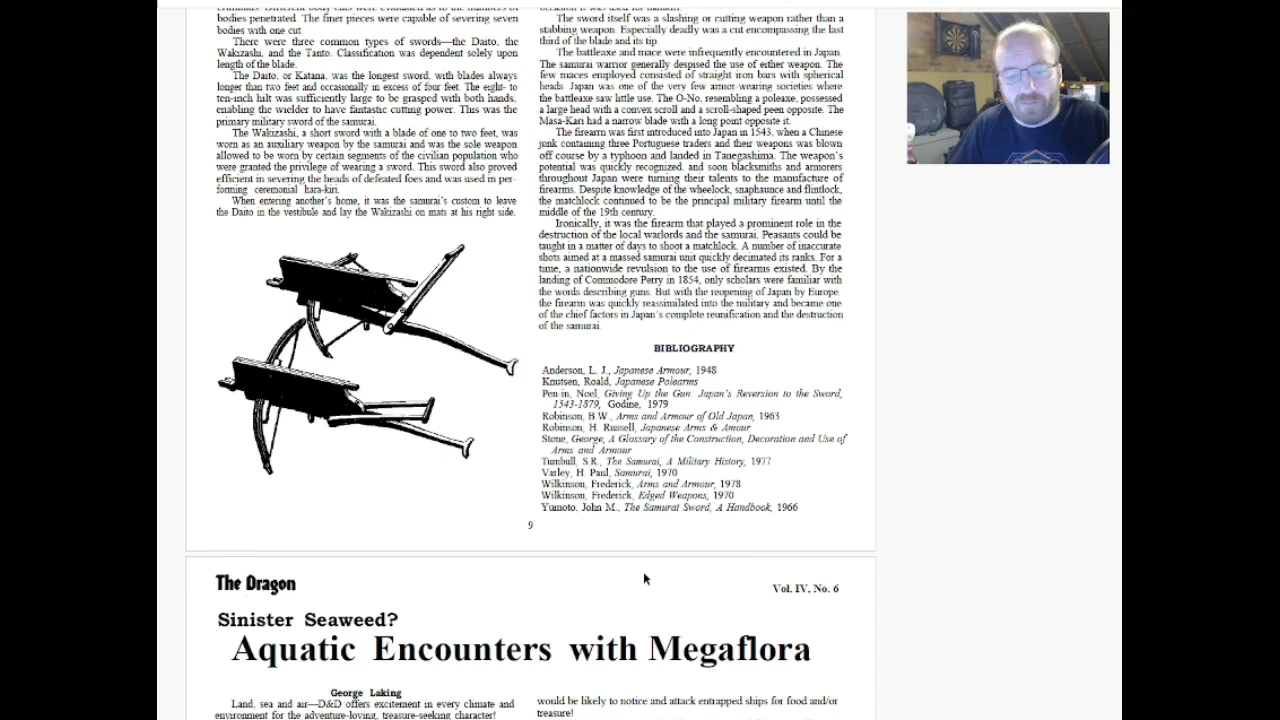 bodies penetrated. The finer pieces were capable of severing seven
bodies with one cut
There were three common types of swords—the Daito, the
Wakizashi, and the Tanto. Classification was dependent solely upon
length of the blade.
The Daito, or Katana, was the longest sword, with blades always
longer than two feet and occasionally in excess of four feet. The eight- to
ten-inch hilt was sufficiently large to be grasped with both hands,
enabling the wielder to have fantastic cutting power. This was the
primary military sword of the samurai.
The Wakizashi, a short sword with a blade of one to two feet, was
worn as an auxiliary weapon by the samurai and was the sole weapon
allowed to be worn by certain segments of the civilian population who
were granted the privilege of wearing a sword. This sword also proved
efficient in severing the heads of defeated foes and was used in per-
forming ceremonial hara-kiri.
When entering another's home, it was the samurai's custom to leave
the Daito in the vestibule and lay the Wakizashi on mats at his right side.
The sword itself was a slashing or cutting weapon rather than a
stabbing weapon. Especially deadly was a cut encompassing the last
third of the blade and its tip
The battleaxe and mace were infrequently encountered in Japan.
The samurai warrior generally despised the use of either weapon. The
few maces employed consisted of straight iron bars with spherical
heads. Japan was one of the very few armor-wearing societies where
the battleaxe saw little use. The O-No, resembling a poleaxe, possessed
a large head with a convex scroll and a scroll-shaped peen opposite. The
Masa-Kari had a narrow blade with a long point opposite it.
The firearm was first introduced into Japan in 1543, when a Chinese
junk containing three Portuguese traders and their weapons was blown
off course by a typhoon and landed in Tanegashima. The weapon's
potential was quickly recognized, and soon blacksmiths and armorers
throughout Japan were turning their talents to the manufacture of
firearms. Despite knowledge of the wheelock, snaphaunce and flintlock,
the matchlock continued to be the principal military firearm until the
middle of the 19th century.
Ironically, it was the firearm that played a prominent role in the
destruction of the local warlords and the samurai. Peasants could be
taught in a matter of days to shoot a matchlock. A number of inaccurate
shots aimed at a massed samurai unit quickly decimated its ranks. For a
time, a nationwide revulsion to the use of firearms existed. By the
landing of Commodore Perry in 1854, only scholars were familiar with
the words describing guns. But with the reopening of Japan by Europe
the firearm was quickly reassimilated into the military and became one
of the chief factors in Japan's complete reunification and the destruction
of the samurai
BIBLIOGRAPHY
Anderson, L. J., Japanese Armour, 1948
Knutsen, Roald, Japanese Polearms
Perrin, Noel, Giving Up the Gun Japan's Reversion to the Sword,
1543-1879, Godine, 1979
Robinson, B.W., Arms and Armour of Old Japan, 1963
Robinson, H. Russell, Japanese Arms & Amour
Stone, George, A Glossary of the Construction, Decoration and Use of
Arms and Armour
Turnbull, S.R., The Samurai, A Military History, 1977
Varley, H. Paul, Samurai, 1970
Wilkinson, Frederick, Arms and Armour, 1978
Wilkinson, Frederick, Edged Weapons, 1970
Yumoto, John M., The Samurai Sword, A Handbook, 1966
9
The Dragon
Vol. IV, No. 6
Sinister Seaweed?
Aquatic Encounters with Megaflora
George Laking
Land, sea and air—D&D offers excitement in every climate and
environment for the adventure-loving, treasure-seeking character!
would be likely to notice and attack entrapped ships for food and/or
treasure!